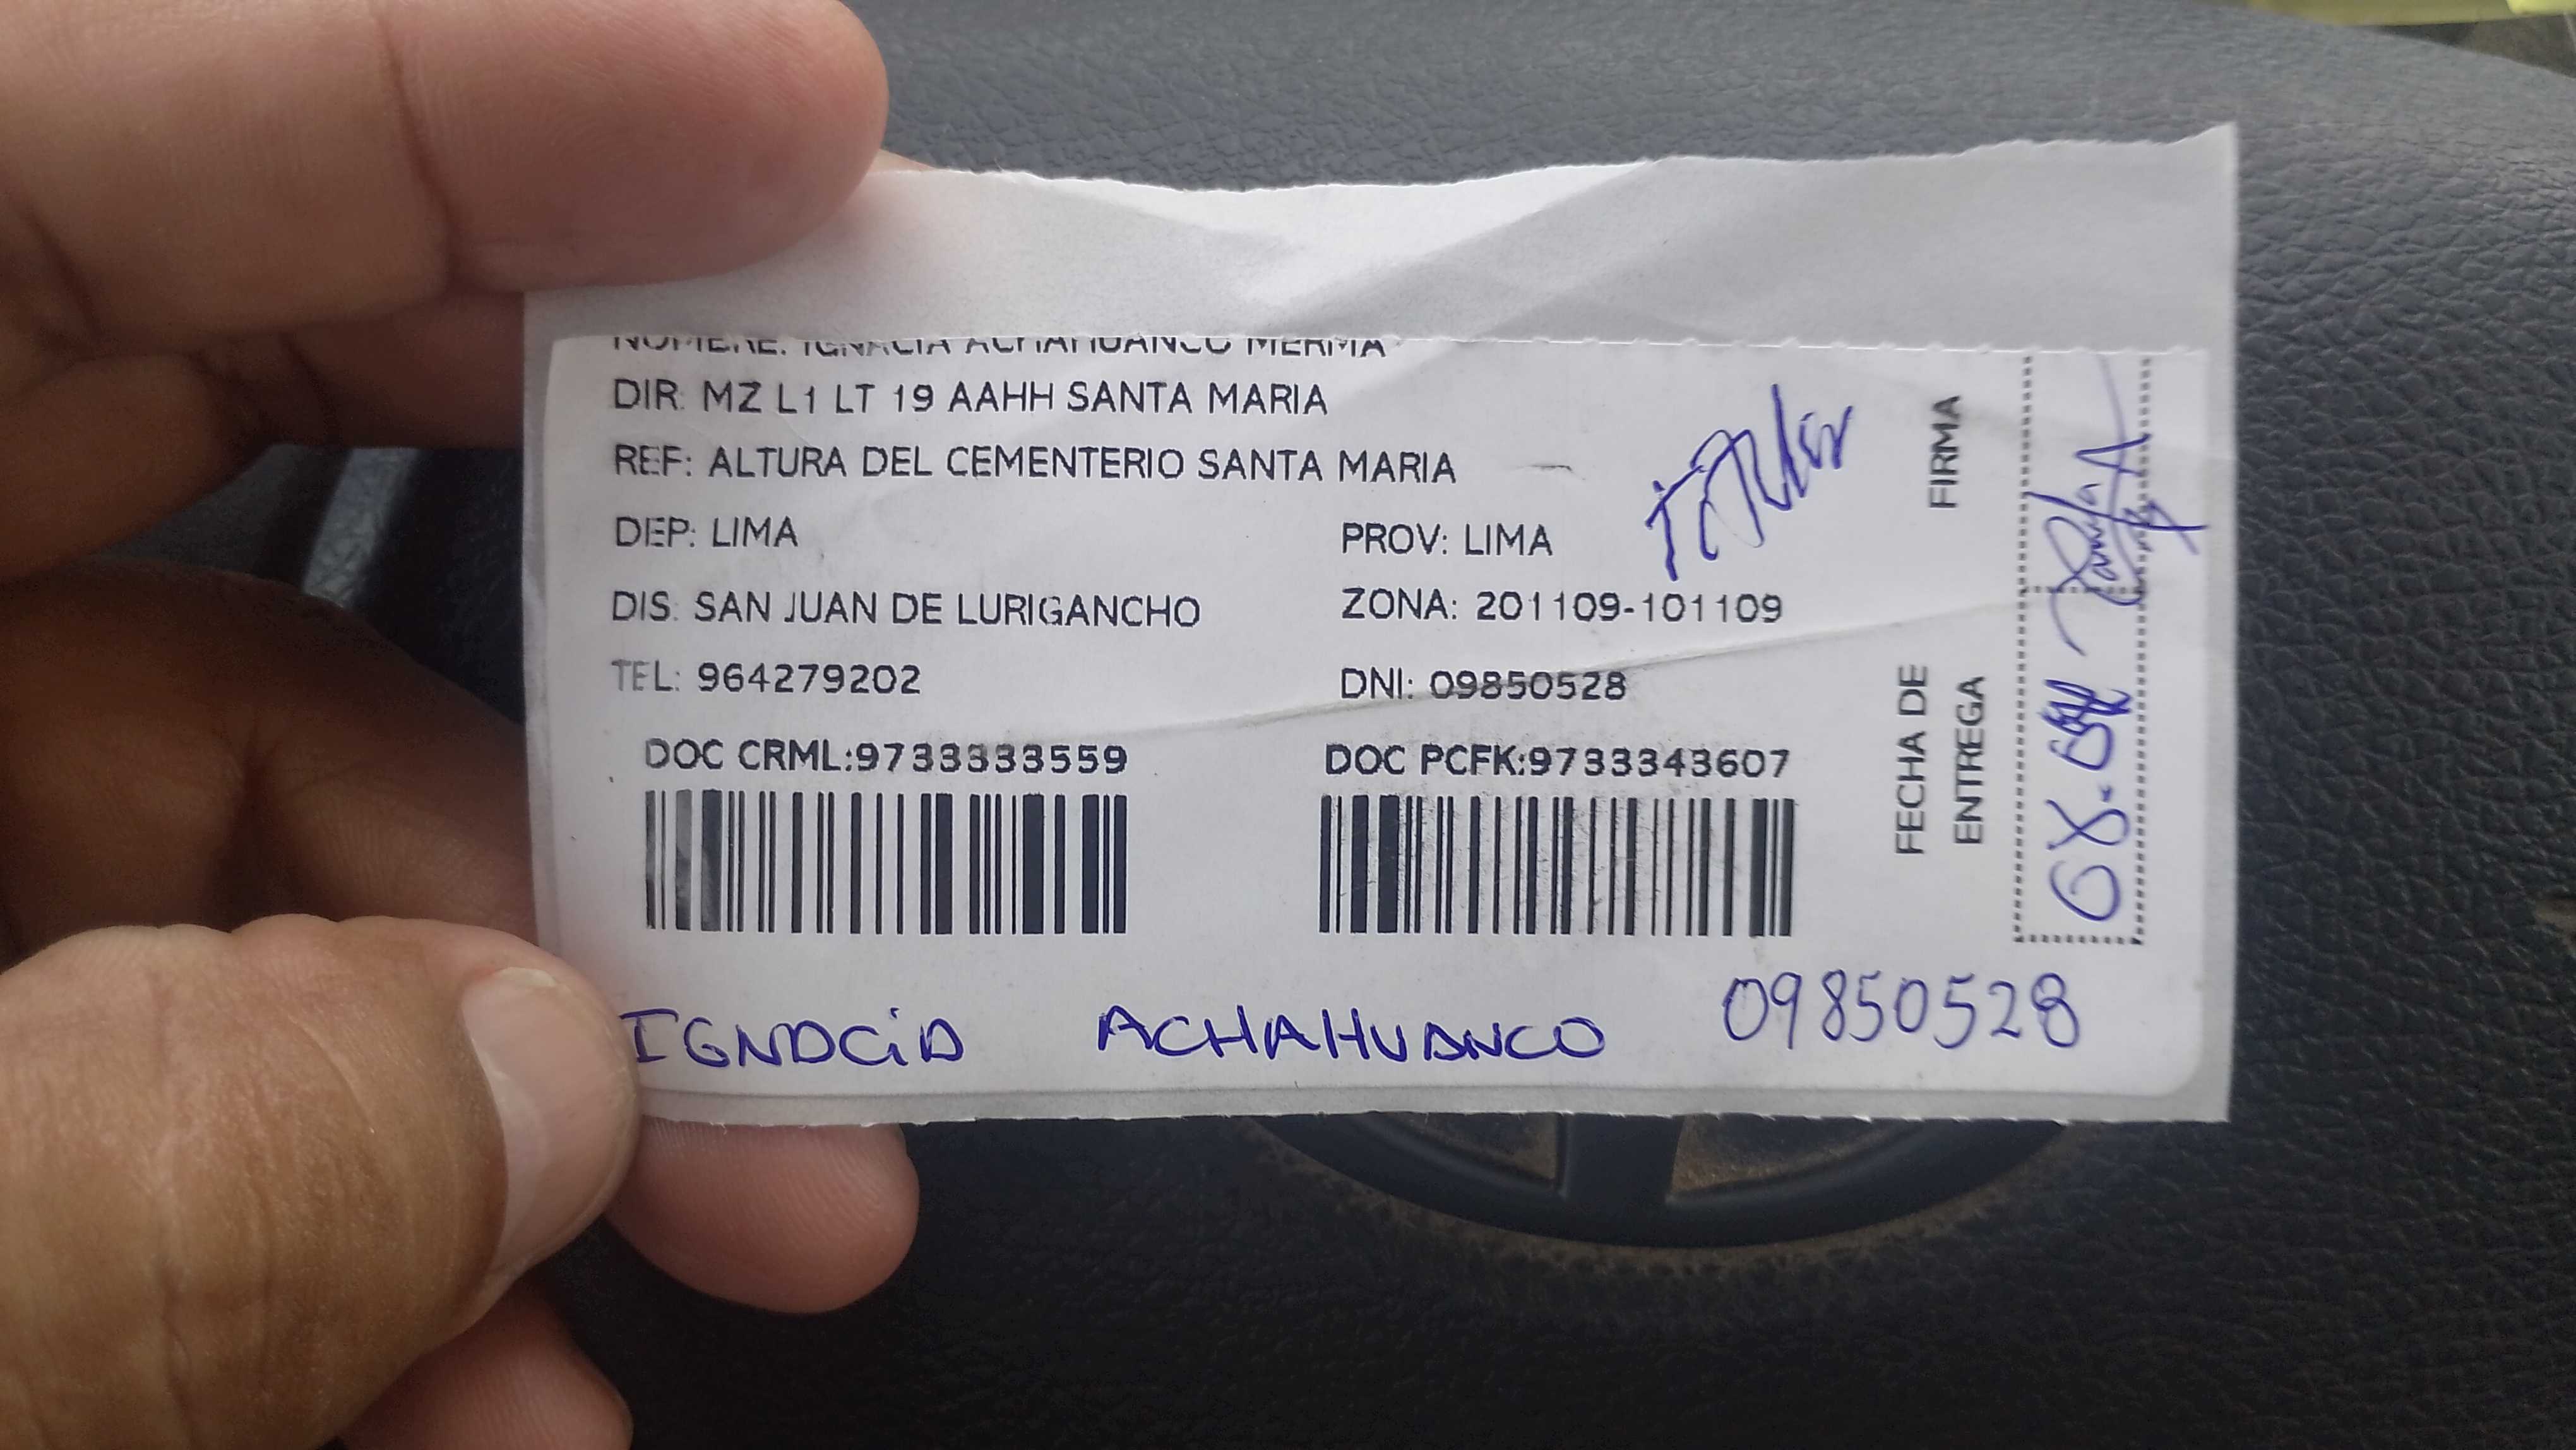 NOMBRE: IGNACIA ACHAHUANCO MERMA
DIR: MZ L1 LT 19 AAHH SANTA MARIA
REF: ALTURA DEL CEMENTERIO SANTA MARIA
DEP: LIMA PROV: LIMA
DIS: SAN JUAN DE LURIGANCHO ZONA: 201109-101109
TEL: 964279202 DNI: 09850528
DOC CRML:9733333559 DOC PCFK:9733343607
FIRMA
FECHA DE
ENTREGA
IGNACIA ACHAHUANCO 09850528